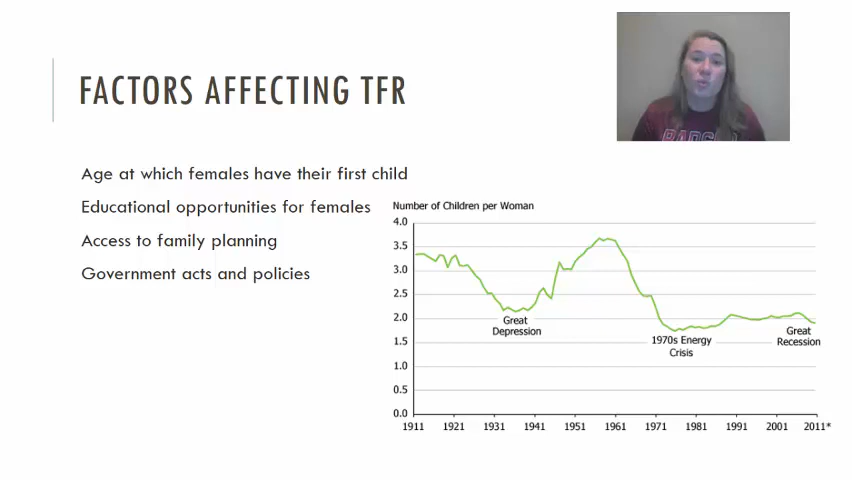 FACTORS AFFECTING TFR
Age at which females have their first child
Educational opportunities for females
Access to family planning
Government acts and policies
Number of Children per Woman
4.0
3.5
3.0
2.5
2.0
1.5
1.0
0.5
0.0
Great
Depression
1970s Energy
Crisis
Great
Recession
1911 1921 1931 1941 1951 1961 1971 1981 1991 2001 2011*